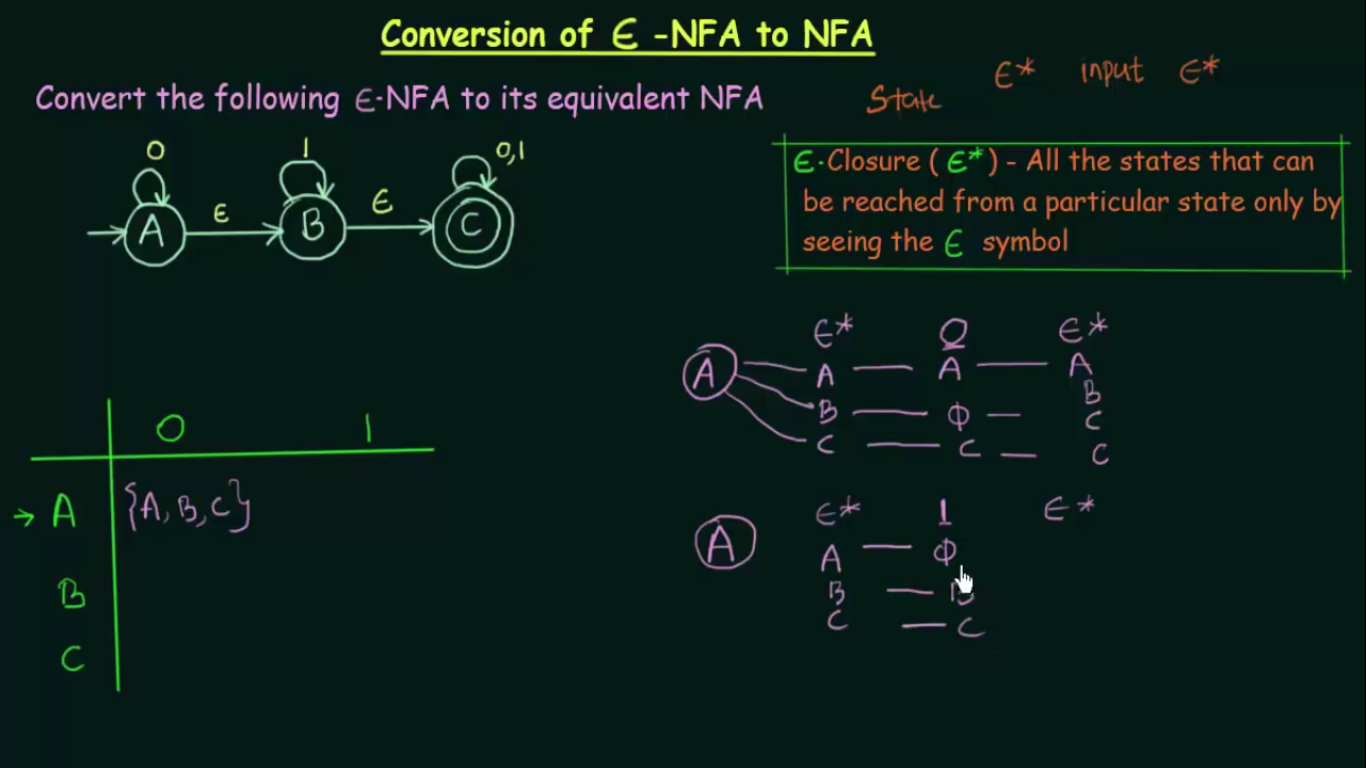 Conversion of ϵ -NFA to NFA
Convert the following ϵ-NFA to its equivalent NFA
State ϵ* input ϵ*
0 1 0,1
A ϵ B ϵ C
ϵ-Closure ( ϵ* ) - All the states that can
be reached from a particular state only by
seeing the ϵ symbol
ϵ* 0 ϵ*
A A — A — A
B
B — Φ — C
C — C — C
0 1
→ A {A, B, C}
B
C
ϵ* 1 ϵ*
A A — Φ
B — B
C — C